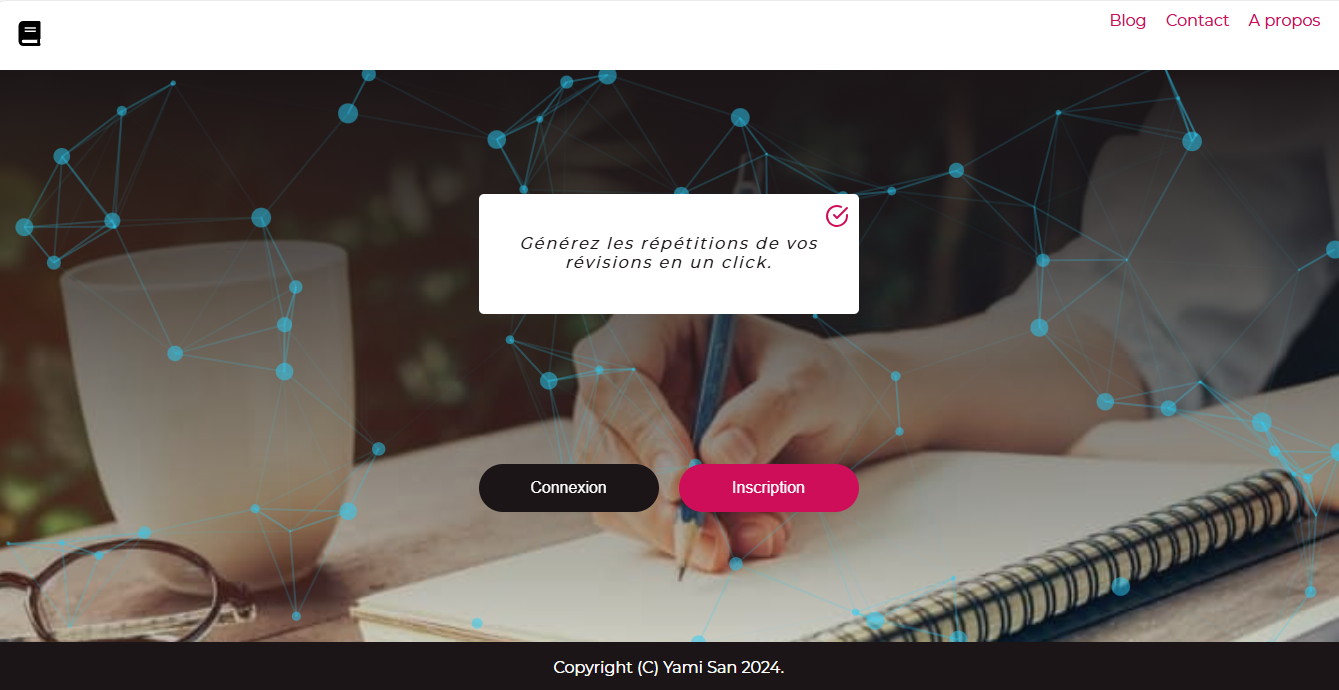 Blog Contact A propos
Générez les répétitions de vos
révisions en un click.
Connexion Inscription
Copyright (C) Yami San 2024.